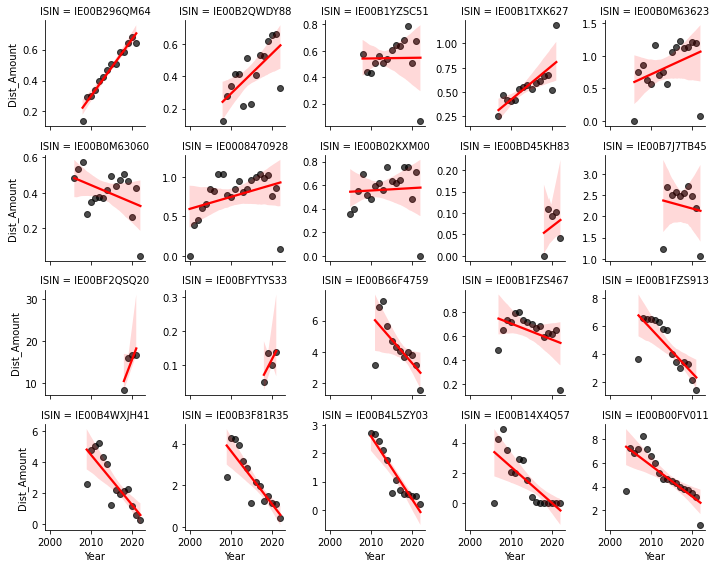 ISIN = IE00B296QM64 ISIN = IE00B2QWDY88 ISIN = IE00B1YZSC51 ISIN = IE00B1TXK627 ISIN = IE00B0M63623
Dist_Amount
0.6 0.4 0.2
0.6 0.4 0.2
0.8 0.6 0.4 0.2 0.0
1.00 0.75 0.50 0.25
1.5 1.0 0.5 0.0
ISIN = IE00B0M63060 ISIN = IE0008470928 ISIN = IE00B02KXM00 ISIN = IE00BD45KH83 ISIN = IE00B7J7TB45
Dist_Amount
0.6 0.4 0.2
1.0 0.5 0.0
0.8 0.6 0.4 0.2 0.0
0.20 0.15 0.10 0.05 0.00
3.0 2.5 2.0 1.5 1.0
ISIN = IE00BF2QSQ20 ISIN = IE00BFYTYS33 ISIN = IE00B66F4759 ISIN = IE00B1FZS467 ISIN = IE00B1FZS913
Dist_Amount
30 20 10
0.3 0.2 0.1
6 4 2
0.8 0.6 0.4 0.2
8 6 4 2
ISIN = IE00B4WXJH41 ISIN = IE00B3F81R35 ISIN = IE00B4L5ZY03 ISIN = IE00B14X4Q57 ISIN = IE00B00FV011
Dist_Amount
6 4 2 0
4 2 0
3 2 1 0
4 2 0
8 6 4 2
2000 2010 2020 2000 2010 2020 2000 2010 2020 2000 2010 2020 2000 2010 2020
Year Year Year Year Year